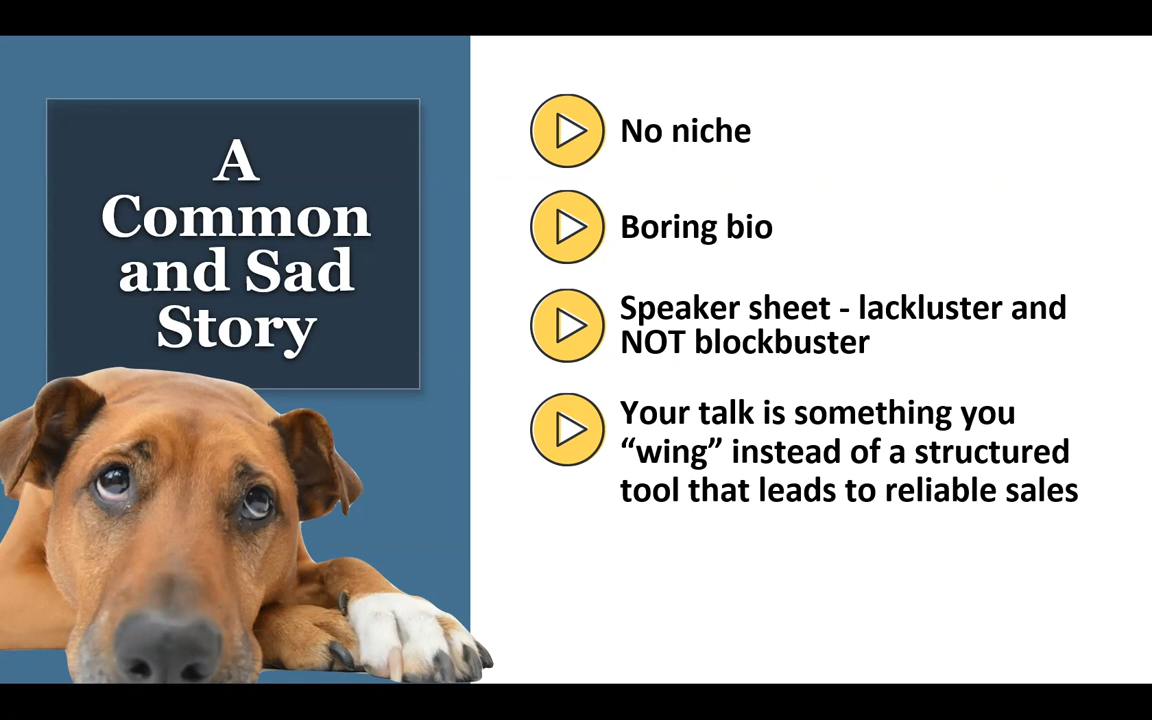 A
Common
and Sad
Story
No niche
Boring bio
Speaker sheet - lackluster and
NOT blockbuster
Your talk is something you
“wing” instead of a structured
tool that leads to reliable sales